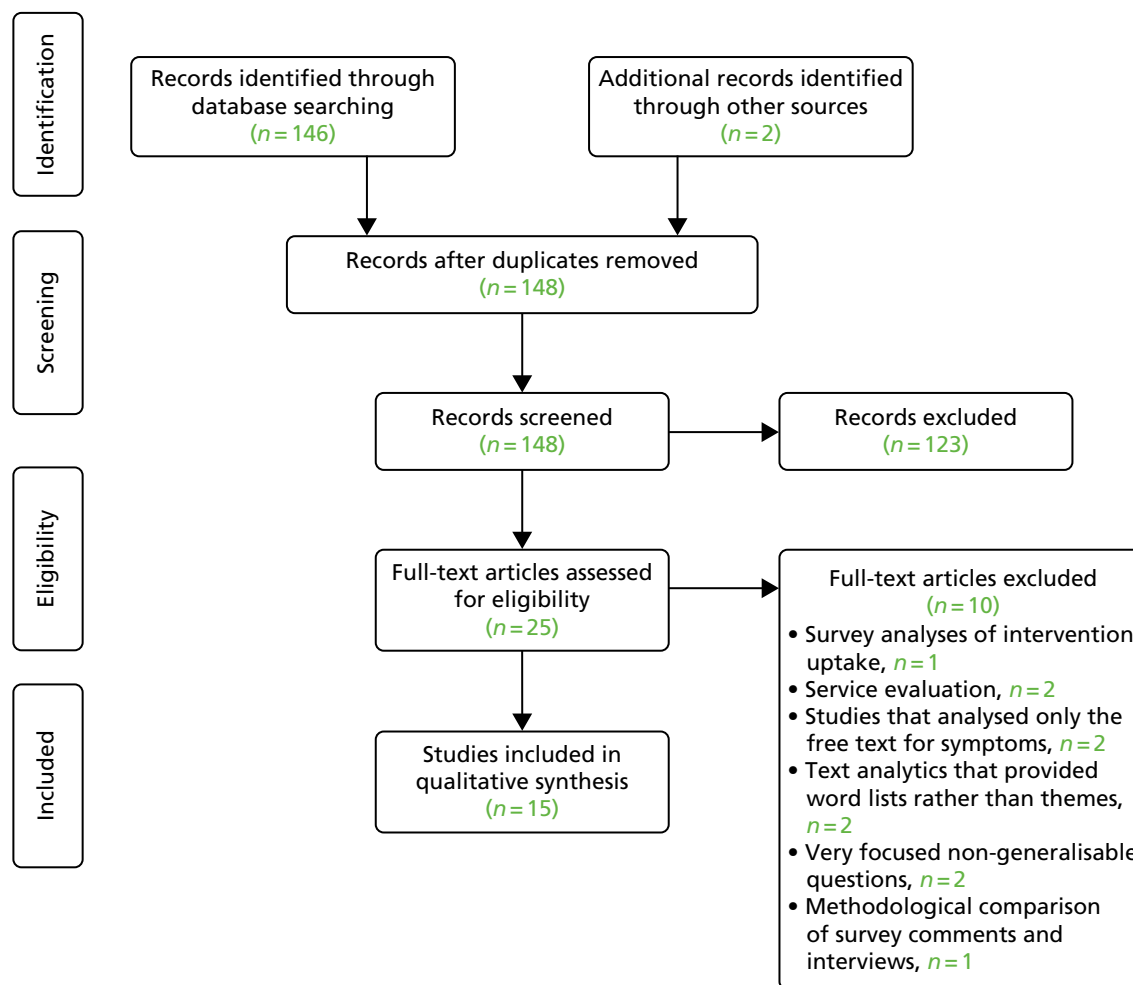 Identification
Records identified through
database searching
(n = 146)
Additional records identified
through other sources
(n = 2)
Screening
Records after duplicates removed
(n = 148)
Records screened
(n = 148)
Records excluded
(n = 123)
Eligibility
Full-text articles assessed
for eligibility
(n = 25)
Full-text articles excluded
(n = 10)
• Survey analyses of intervention
uptake, n = 1
• Service evaluation, n = 2
• Studies that analysed only the
free text for symptoms, n = 2
• Text analytics that provided
word lists rather than themes,
n = 2
• Very focused non-generalisable
questions, n = 2
• Methodological comparison
of survey comments and
interviews, n = 1
Included
Studies included in
qualitative synthesis
(n = 15)